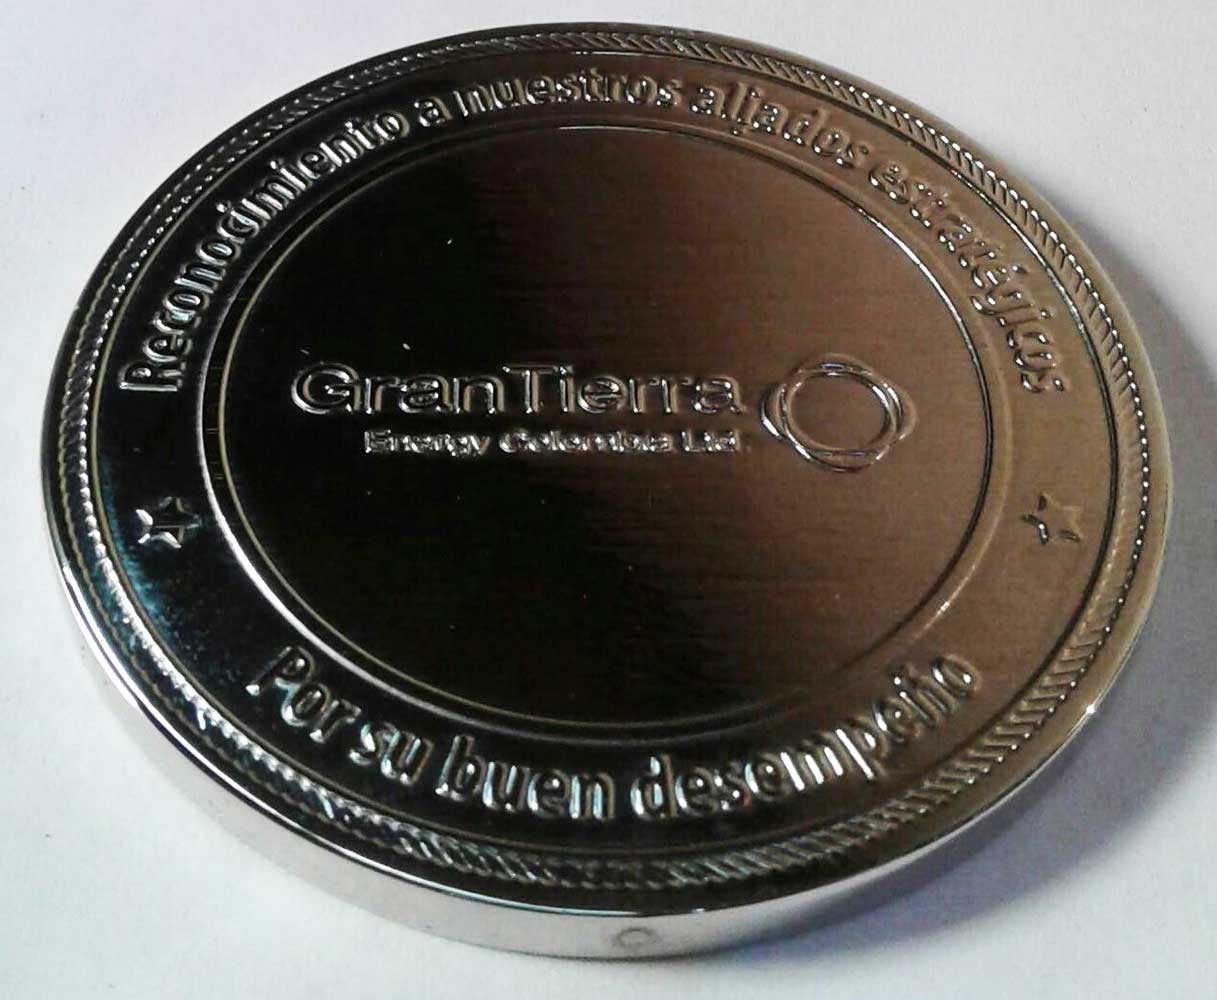 Reconocimiento a nuestros aliados estratégicos
GranTierra
Energy Colombia Ltd
Por su buen desempeño